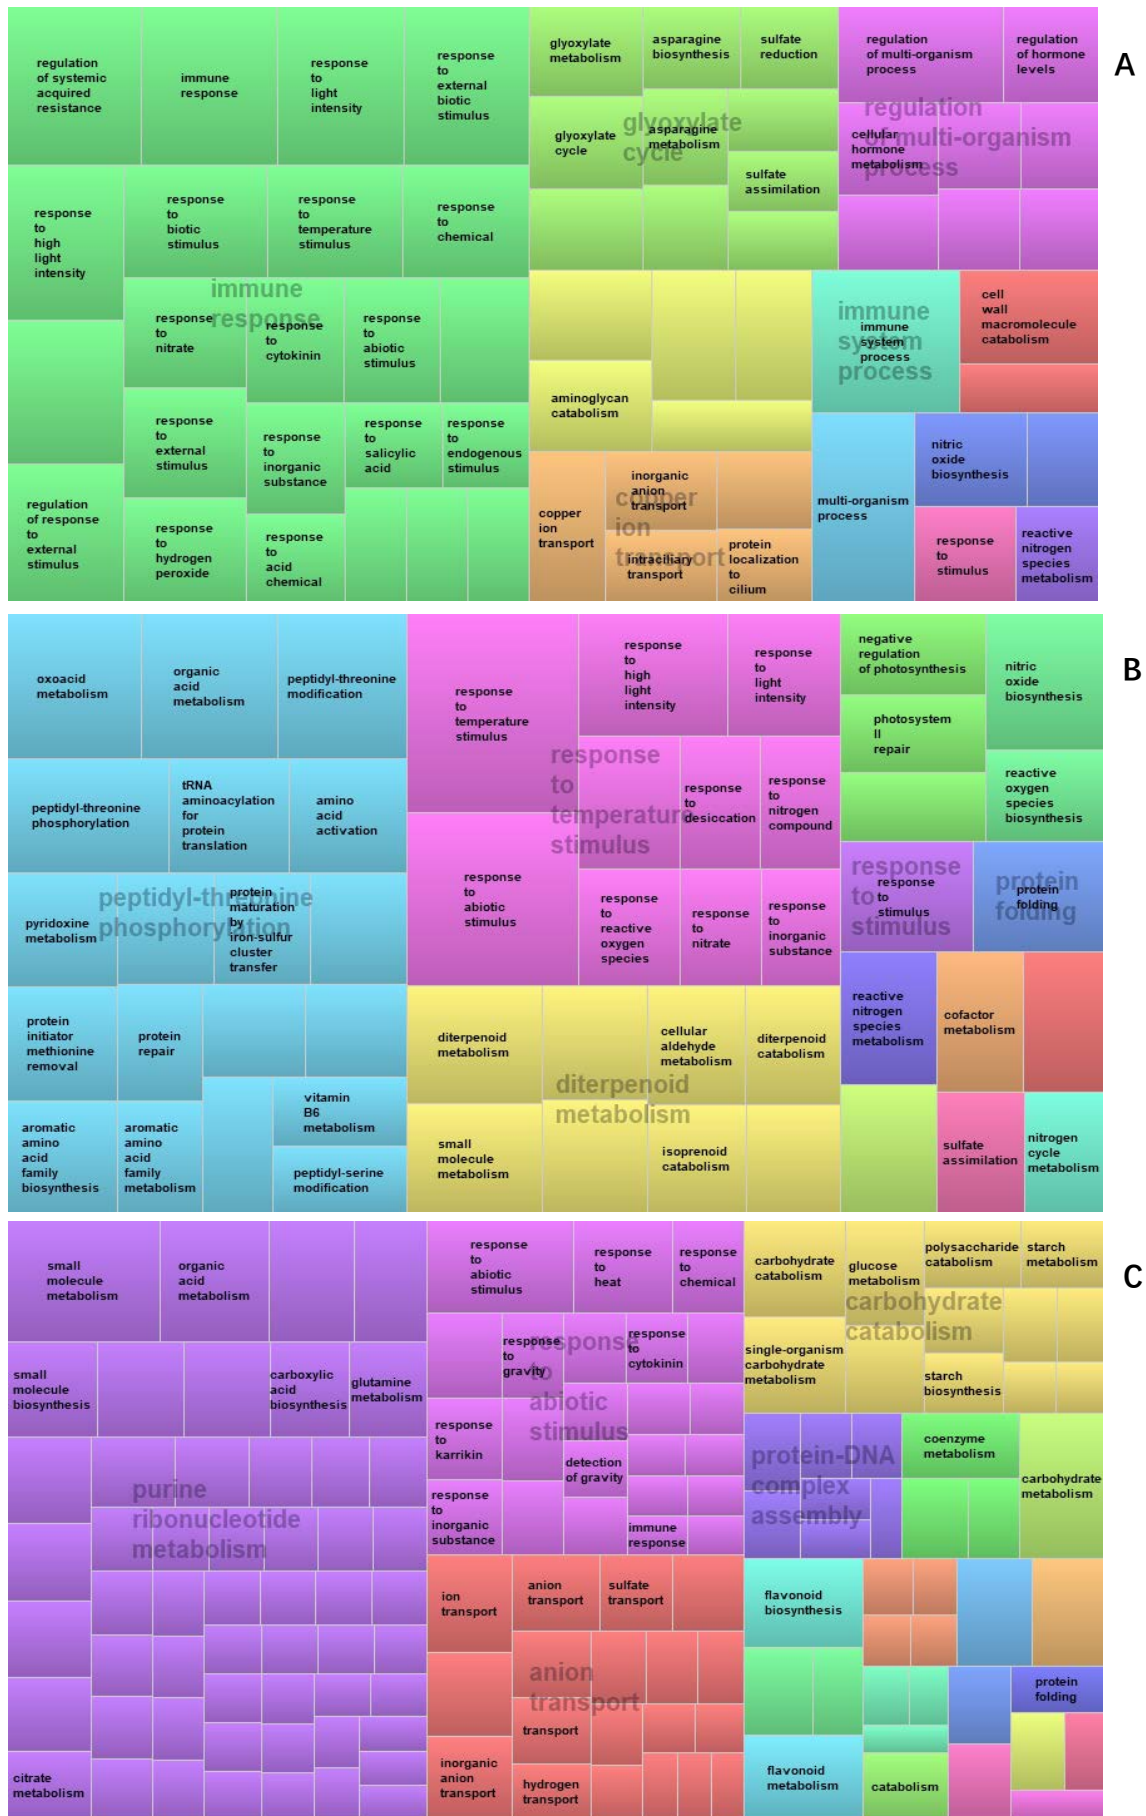 A
regulation
of systemic
acquired
resistance
immune
response
response
to
light
intensity
response
to
external
biotic
stimulus
response
to
high
light
intensity
response
to
biotic
stimulus
response
to
temperature
stimulus
response
to
chemical
immune
response
response
to
nitrate
response
to
cytokinin
response
to
abiotic
stimulus
response
to
external
stimulus
response
to
inorganic
substance
response
to
salicylic
acid
response
to
endogenous
stimulus
regulation
of response
to
external
stimulus
response
to
hydrogen
peroxide
response
to
acid
chemical
glyoxylate
metabolism
asparagine
biosynthesis
sulfate
reduction
glyoxylate
cycle
glyoxylate
cycle
asparagine
metabolism
sulfate
assimilation
regulation
of multi-organism
process
regulation
of hormone
levels
regulation
of multi-organism
process
cellular
hormone
metabolism
aminoglycan
catabolism
copper
ion
transport
inorganic
anion
transport
copper
ion
transport
intraciliary
transport
protein
localization
to
cilium
immune
system
process
immune
system
process
cell
wall
macromolecule
catabolism
multi-organism
process
nitric
oxide
biosynthesis
response
to
stimulus
reactive
nitrogen
species
metabolism
B
oxoacid
metabolism
organic
acid
metabolism
peptidyl-threonine
modification
peptidyl-threonine
phosphorylation
tRNA
aminoacylation
for
protein
translation
amino
acid
activation
peptidyl-threonine
phosphorylation
pyridoxine
metabolism
protein
maturation
by
iron-sulfur
cluster
transfer
protein
initiator
methionine
removal
protein
repair
aromatic
amino
acid
family
biosynthesis
aromatic
amino
acid
family
metabolism
vitamin
B6
metabolism
peptidyl-serine
modification
response
to
temperature
stimulus
response
to
high
light
intensity
response
to
light
intensity
response
to
temperature
stimulus
response
to
desiccation
response
to
nitrogen
compound
response
to
abiotic
stimulus
response
to
reactive
oxygen
species
response
to
nitrate
response
to
inorganic
substance
diterpenoid
metabolism
cellular
aldehyde
metabolism
diterpenoid
catabolism
diterpenoid
metabolism
small
molecule
metabolism
isoprenoid
catabolism
negative
regulation
of photosynthesis
nitric
oxide
biosynthesis
photosystem
II
repair
reactive
oxygen
species
biosynthesis
response
to
stimulus
response
to
stimulus
protein
folding
protein
folding
reactive
nitrogen
species
metabolism
cofactor
metabolism
sulfate
assimilation
nitrogen
cycle
metabolism
C
small
molecule
metabolism
organic
acid
metabolism
small
molecule
biosynthesis
carboxylic
acid
biosynthesis
glutamine
metabolism
purine
ribonucleotide
metabolism
citrate
metabolism
response
to
abiotic
stimulus
response
to
heat
response
to
chemical
response
to
abiotic
stimulus
response
to
gravity
response
to
cytokinin
response
to
karrikin
detection
of gravity
response
to
inorganic
substance
immune
response
ion
transport
anion
transport
sulfate
transport
anion
transport
transport
inorganic
anion
transport
hydrogen
transport
carbohydrate
catabolism
glucose
metabolism
polysaccharide
catabolism
starch
metabolism
carbohydrate
catabolism
single-organism
carbohydrate
metabolism
starch
biosynthesis
protein-DNA
complex
assembly
coenzyme
metabolism
carbohydrate
metabolism
flavonoid
biosynthesis
flavonoid
metabolism
catabolism
protein
folding